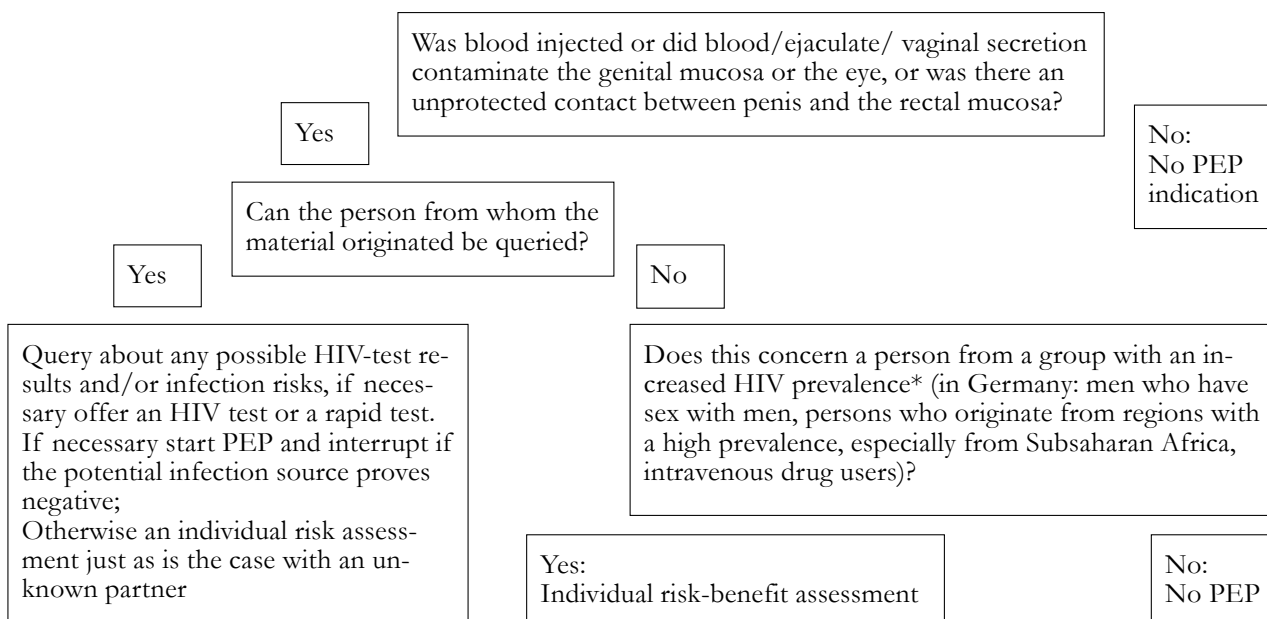 Was blood injected or did blood/ejaculate/ vaginal secretion
contaminate the genital mucosa or the eye, or was there an
unprotected contact between penis and the rectal mucosa?
Yes
No:
No PEP
indication
Can the person from whom the
material originated be queried?
Yes
No
Query about any possible HIV-test re-
sults and/or infection risks, if neces-
sary offer an HIV test or a rapid test.
If necessary start PEP and interrupt if
the potential infection source proves
negative;
Otherwise an individual risk assess-
ment just as is the case with an un-
known partner
Does this concern a person from a group with an in-
creased HIV prevalence* (in Germany: men who have
sex with men, persons who originate from regions with
a high prevalence, especially from Subsaharan Africa,
intravenous drug users)?
Yes:
Individual risk-benefit assessment
No:
No PEP